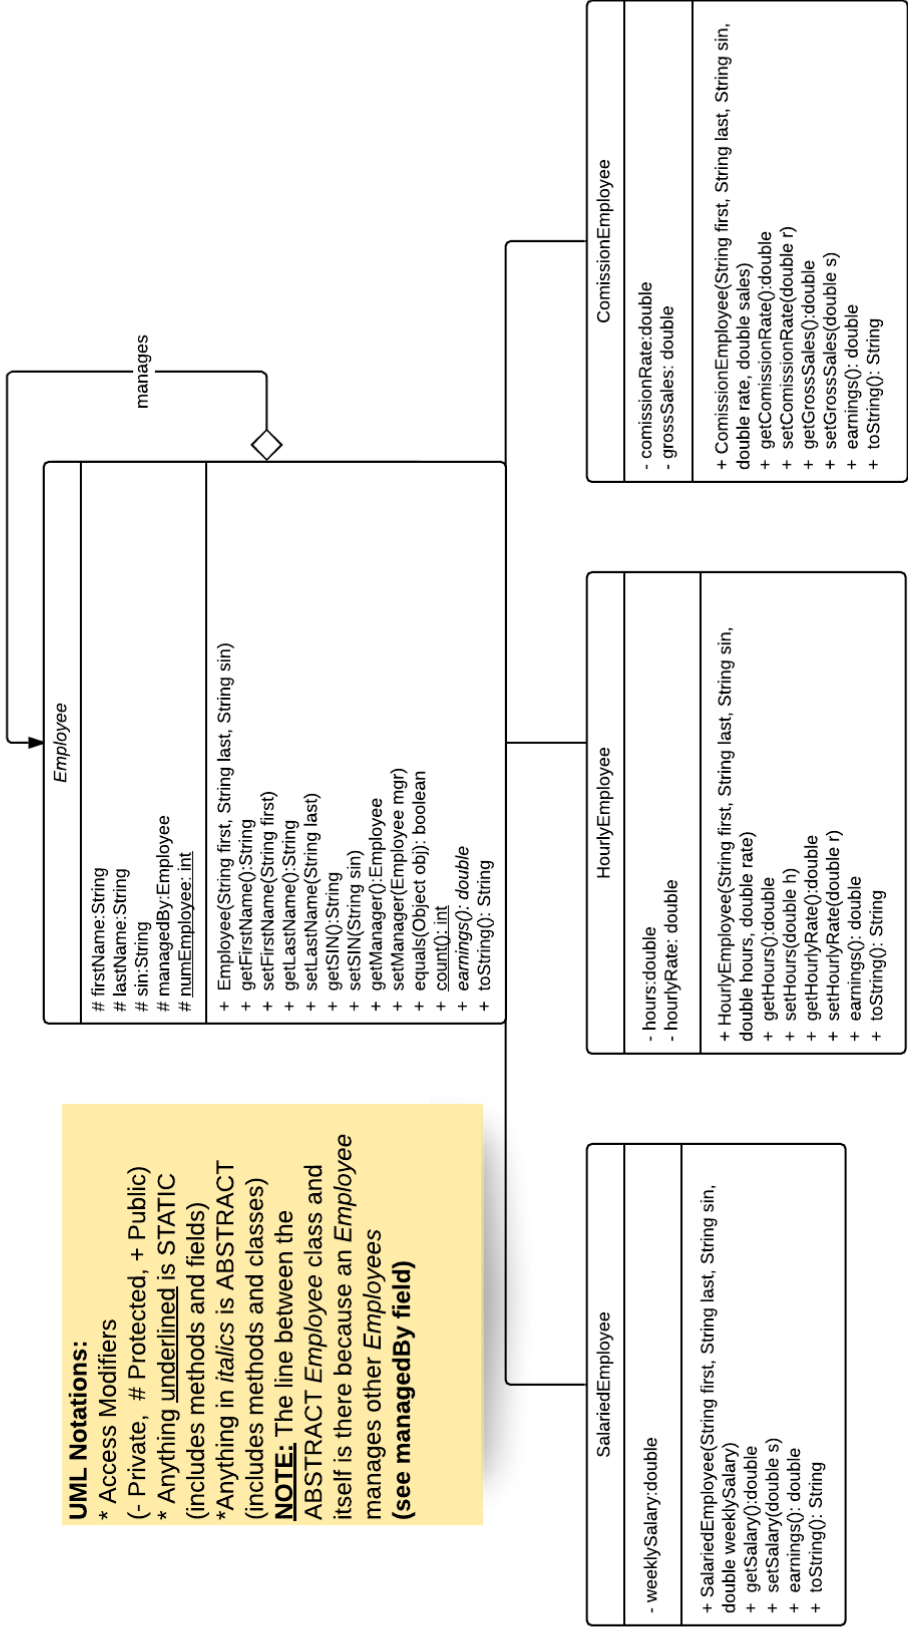 UML Notations:
* Access Modifiers
(- Private,  # Protected, + Public)
* Anything underlined is STATIC
(includes methods and fields)
*Anything in italics is ABSTRACT
(includes methods and classes)
NOTE: The line between the
ABSTRACT Employee class and
itself is there because an Employee
manages other Employees
(see managedBy field)
manages
Employee
# firstName:String
# lastName:String
# sin:String
# managedBy:Employee
# numEmployee: int
+ Employee(String first, String last, String sin)
+ getFirstName():String
+ setFirstName(String first)
+ getLastName():String
+ setLastName(String last)
+ getSIN():String
+ setSIN(String sin)
+ getManager():Employee
+ setManager(Employee mgr)
+ equals(Object obj): boolean
+ count(): int
+ earnings(): double
+ toString(): String
SalariedEmployee
- weeklySalary:double
+ SalariedEmployee(String first, String last, String sin,
double weeklySalary)
+ getSalary():double
+ setSalary(double s)
+ earnings(): double
+ toString(): String
HourlyEmployee
- hours:double
- hourlyRate: double
+ HourlyEmployee(String first, String last, String sin,
double hours, double rate)
+ getHours():double
+ setHours(double h)
+ getHourlyRate():double
+ setHourlyRate(double r)
+ earnings(): double
+ toString(): String
ComissionEmployee
- comissionRate:double
- grossSales: double
+ ComissionEmployee(String first, String last, String sin,
double rate, double sales)
+ getComissionRate():double
+ setComissionRate(double r)
+ getGrossSales():double
+ setGrossSales(double s)
+ earnings(): double
+ toString(): String